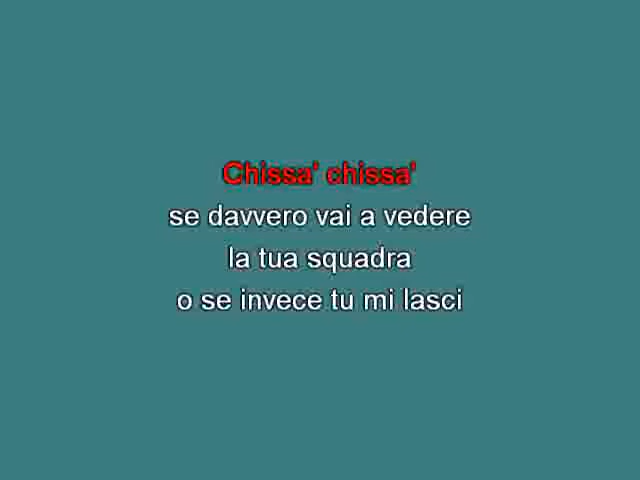 Chissa' chissa'
se davvero vai a vedere
la tua squadra
o se invece tu mi lasci